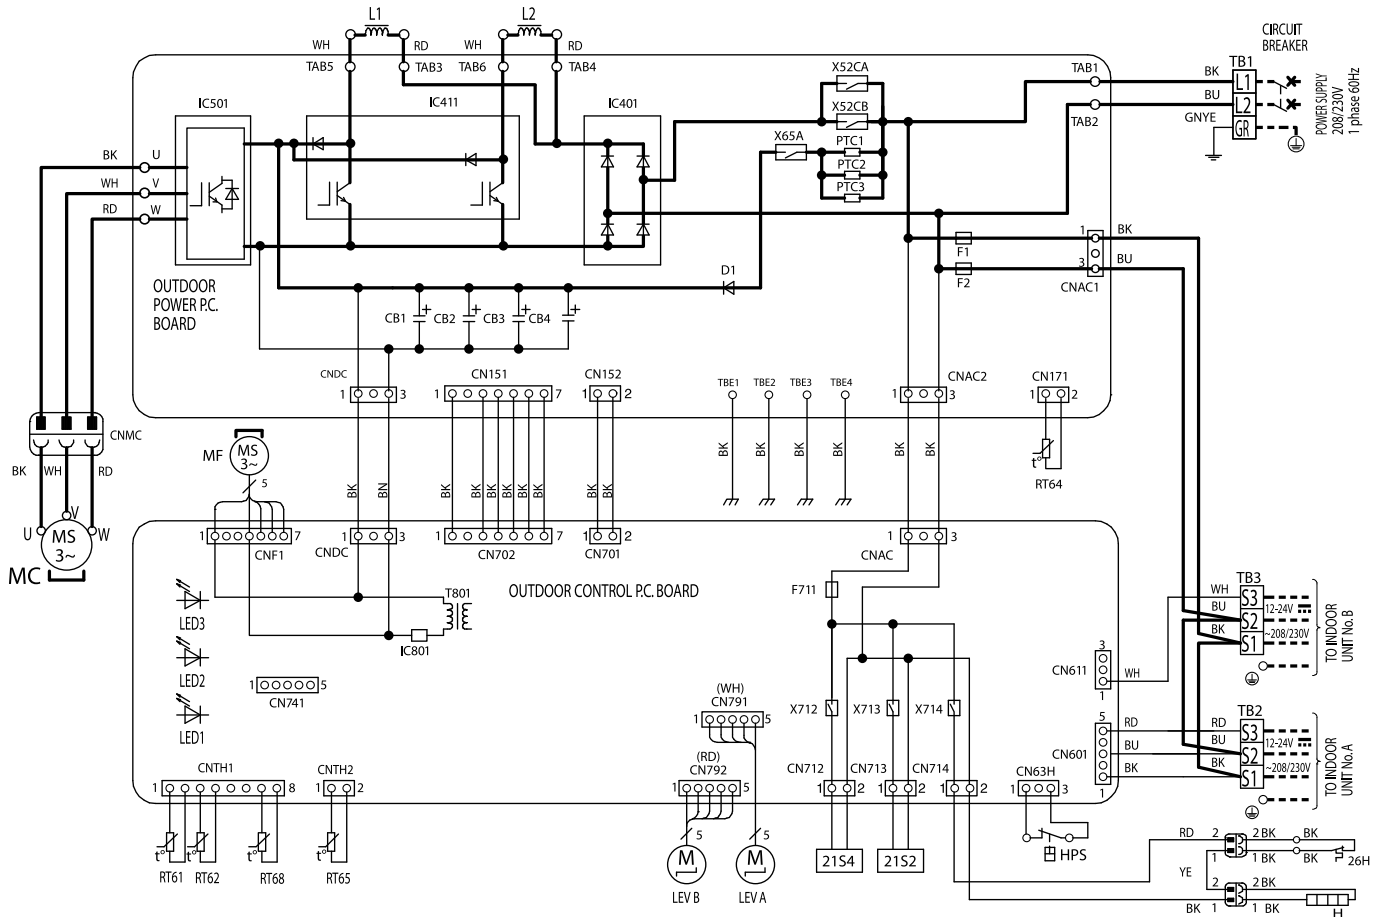 L1
L2
CIRCUIT
BREAKER
WH
RD
WH
RD
TAB5
TAB3
TAB6
TAB4
TAB1
TB1
BK
L1
X52CA
IC501
IC411
IC401
X52CB
BU
L2
TAB2
GNYE
GR
POWER SUPPLY
208/230V
1 phase 60Hz
X65A
PTC1
PTC2
PTC3
BK
U
WH
V
RD
W
1
BK
F1
3
BU
F2
CNAC1
D1
OUTDOOR
POWER P.C.
BOARD
CB1
+
CB2
+
CB3
+
CB4
+
CNDC
1
3
CN151
1
7
CN152
1
2
TBE1
TBE2
TBE3
TBE4
CNAC2
1
3
CN171
1
2
CNMC
BK
WH
RD
MF
MS
3~
5
BK
BN
BK
BK
BK
BK
BK
BK
BK
BK
BK
BK
BK
BK
BK
BK
t°
RT64
U
V
W
MS
3~
MC
1
7
CNF1
1
3
CNDC
1
7
CN702
1
2
CN701
1
3
CNAC
OUTDOOR CONTROL P.C. BOARD
T801
IC801
F711
LED3
LED2
LED1
1
5
CN741
TB3
WH
S3
12-24V
BU
S2
BK
~208/230V
S1
TO INDOOR
UNIT No.B
3
CN611
1
WH
X712
X713
X714
(WH)
CN791
1
5
(RD)
CN792
1
5
TB2
5
RD
RD
S3
12-24V
CN601
BU
BU
S2
BK
BK
~208/230V
S1
1
TO INDOOR
UNIT No.A
CNTH1
1
8
CNTH2
1
2
CN712
1
2
CN713
1
2
CN714
1
2
CN63H
1
3
t°
t°
t°
t°
RT61
RT62
RT68
RT65
5
M
LEV B
5
M
LEV A
21S4
21S2
HPS
RD
2
2
BK
BK
1
1
BK
BK
26H
YE
2
2
BK
BK
1
1
BK
H